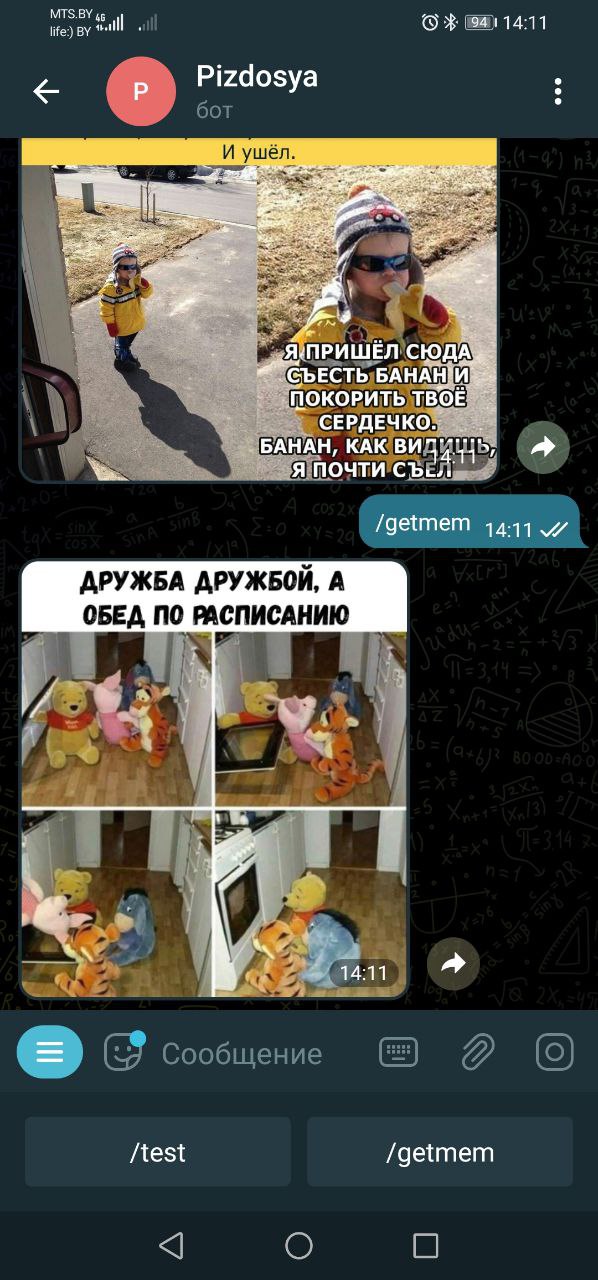 MTS.BY 4G
life:) BY
94 14:11
P
Pizdosya
бот
И ушёл.
Я ПРИШЁЛ СЮДА
СЪЕСТЬ БАНАН И
ПОКОРИТЬ ТВОЁ
СЕРДЕЧКО.
БАНАН, КАК ВИДИШЬ,
Я ПОЧТИ СЪЕЛ
14:11
/getmem 14:11
ДРУЖБА ДРУЖБОЙ, А
ОБЕД ПО РАСПИСАНИЮ
14:11
Сообщение
/test
/getmem